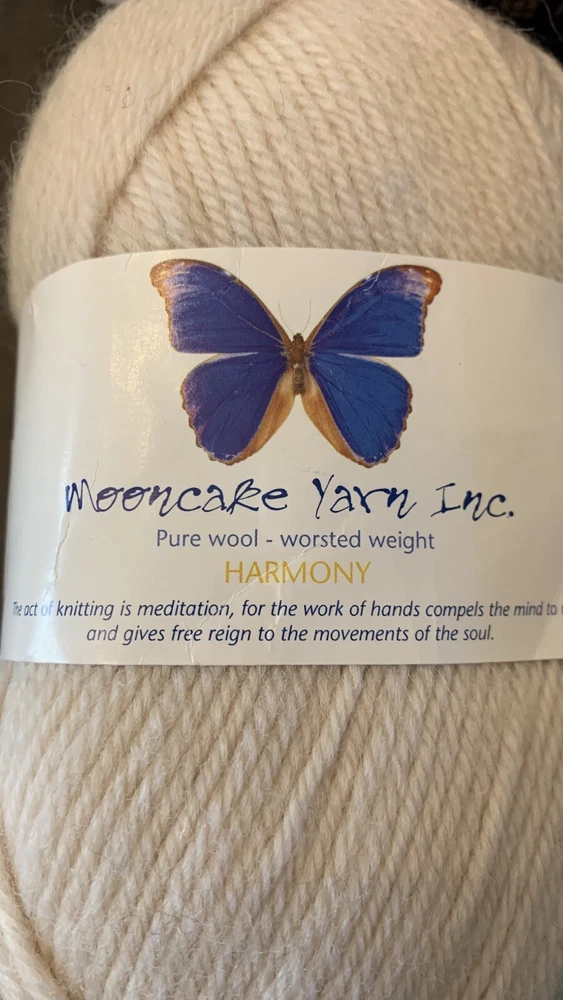 Mooncake Yarn Inc.
Pure wool - worsted weight
HARMONY
The act of knitting is meditation, for the work of hands compels the mind to
and gives free reign to the movements of the soul.